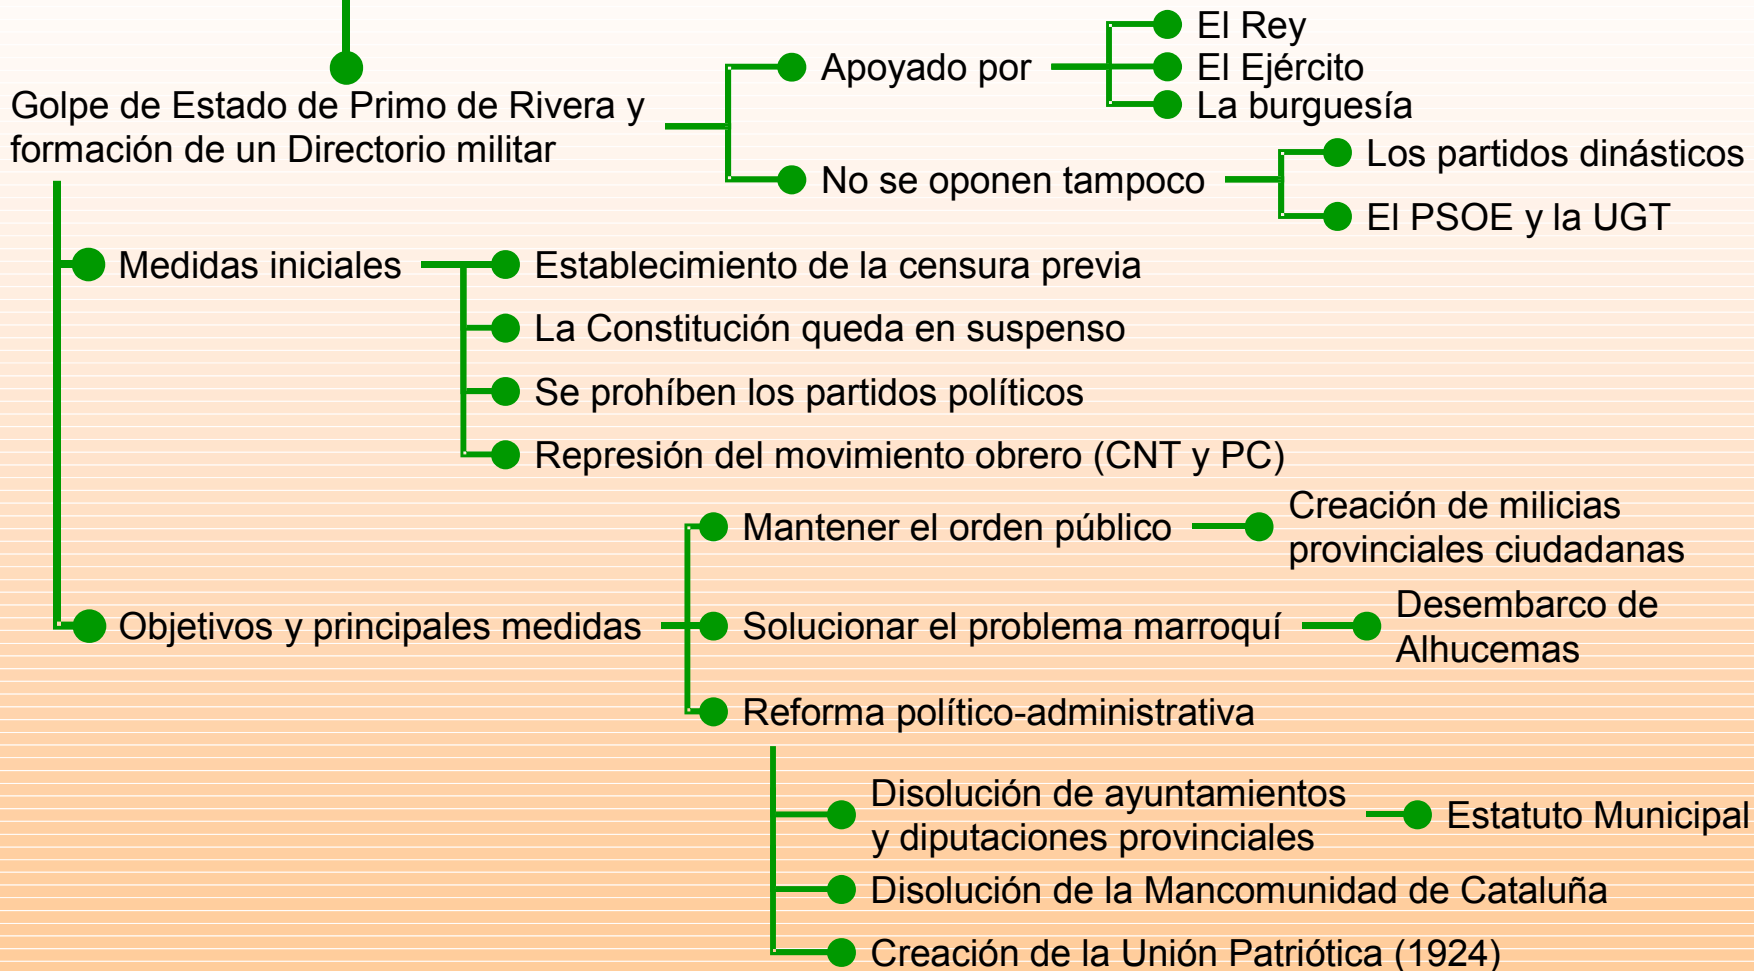 El Rey
Apoyado por
El Ejército
La burguesía
Golpe de Estado de Primo de Rivera y
formación de un Directorio militar
Los partidos dinásticos
No se oponen tampoco
El PSOE y la UGT
Medidas iniciales
Establecimiento de la censura previa
La Constitución queda en suspenso
Se prohíben los partidos políticos
Represión del movimiento obrero (CNT y PC)
Mantener el orden público
Creación de milicias
provinciales ciudadanas
Objetivos y principales medidas
Solucionar el problema marroquí
Desembarco de
Alhucemas
Reforma político-administrativa
Disolución de ayuntamientos
y diputaciones provinciales
Estatuto Municipal
Disolución de la Mancomunidad de Cataluña
Creación de la Unión Patriótica (1924)